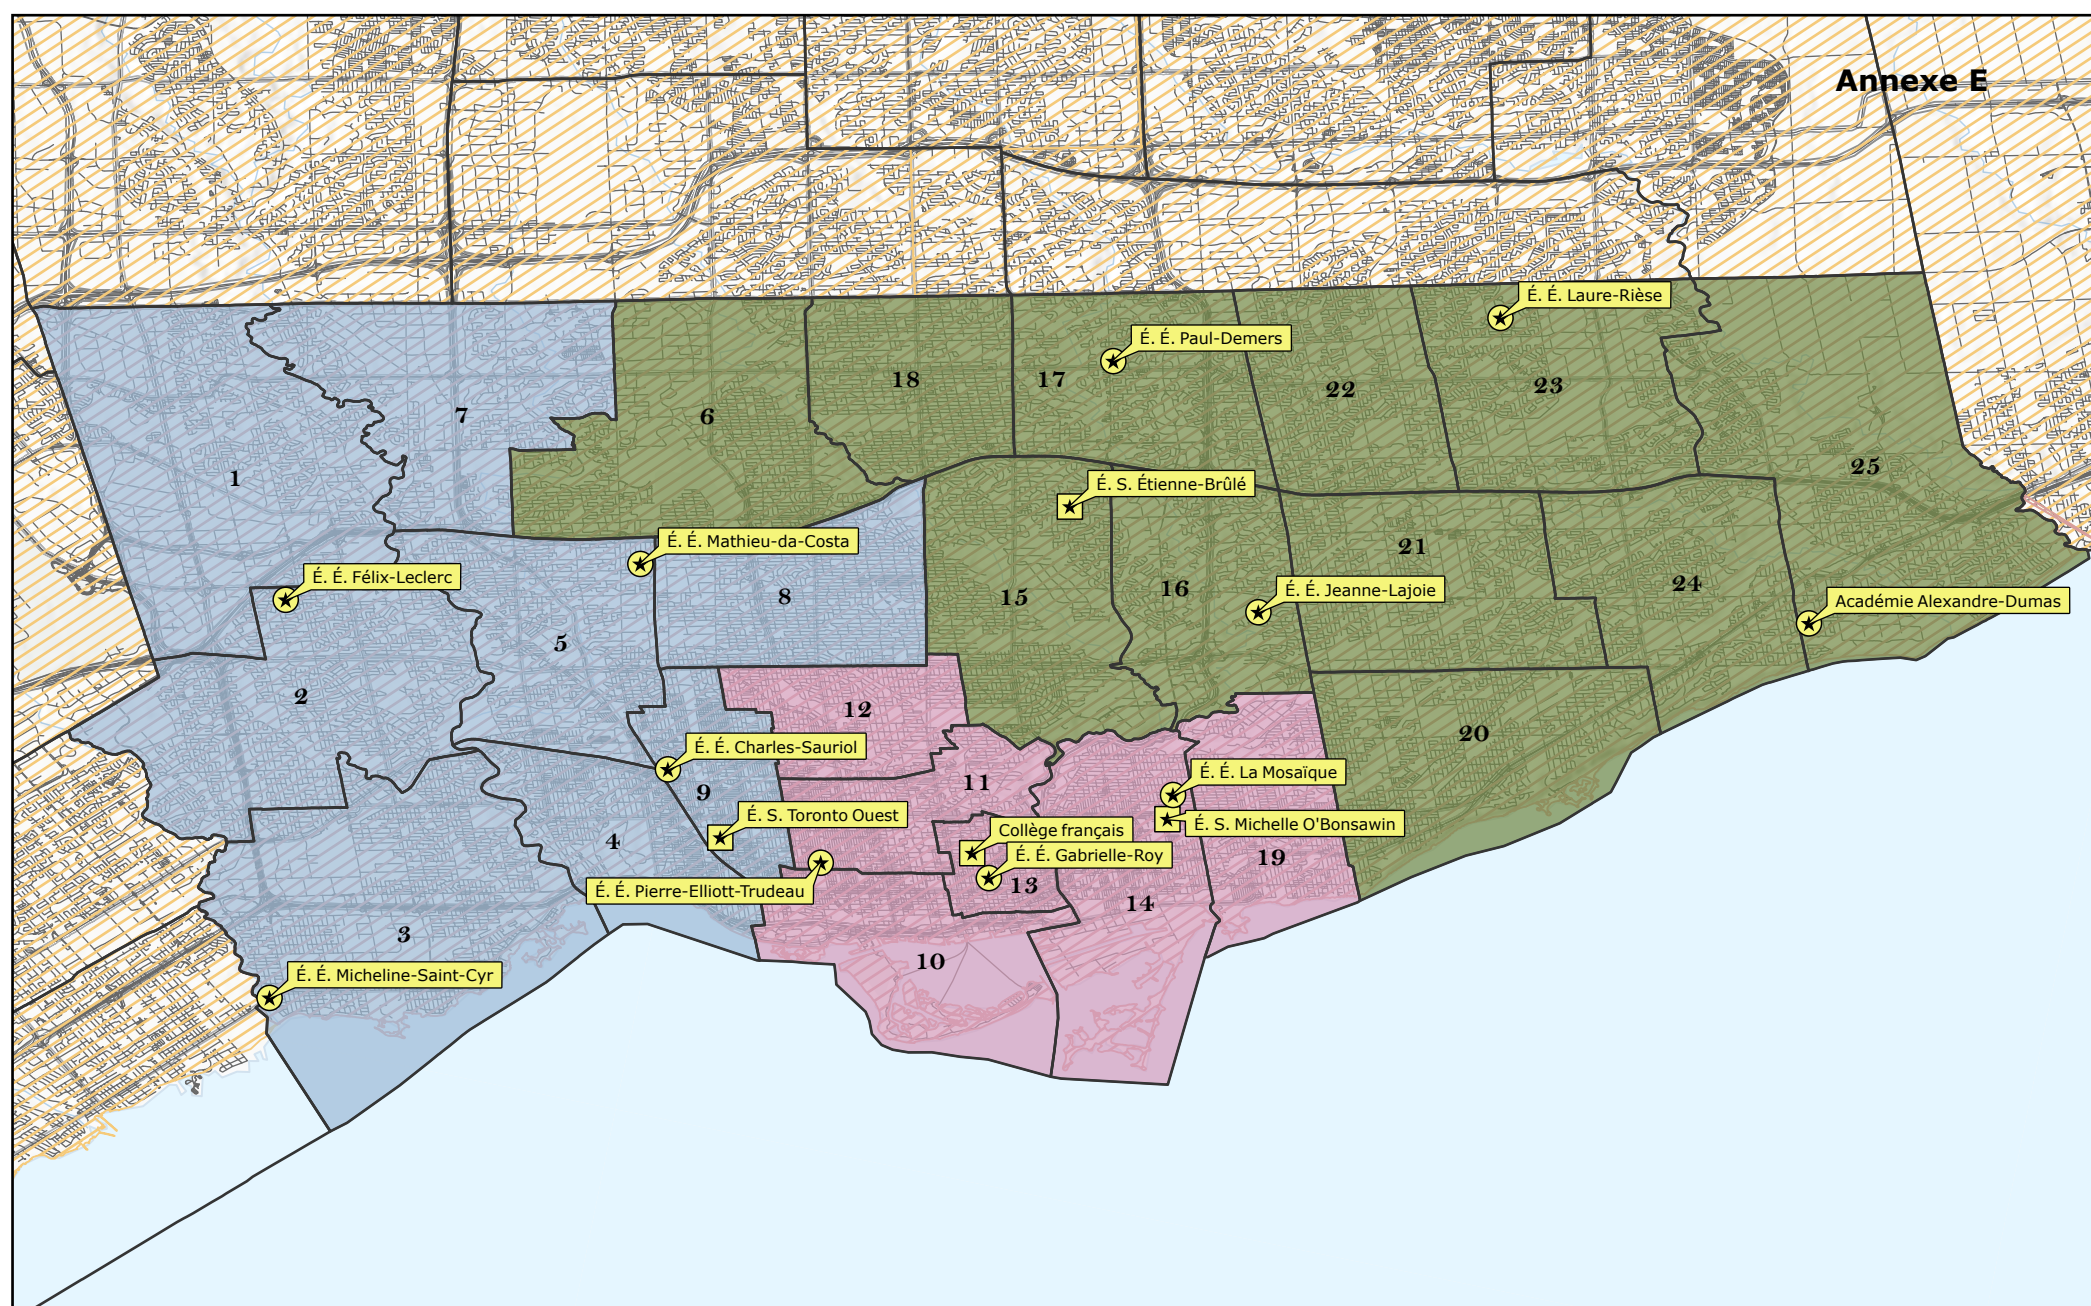 Annexe E
É. É. Laure-Rièse
É. É. Paul-Demers
18
17
22
23
7
6
25
1
É. S. Étienne-Brûlé
É. É. Mathieu-da-Costa
21
É. É. Félix-Leclerc
8
15
16
É. É. Jeanne-Lajoie
24
Académie Alexandre-Dumas
5
2
12
20
É. É. Charles-Sauriol
11
É. É. La Mosaïque
9
É. S. Toronto Ouest
É. S. Michelle O'Bonsawin
Collège français
4
É. É. Gabrielle-Roy
19
É. É. Pierre-Elliott-Trudeau
13
14
3
10
É. É. Micheline-Saint-Cyr